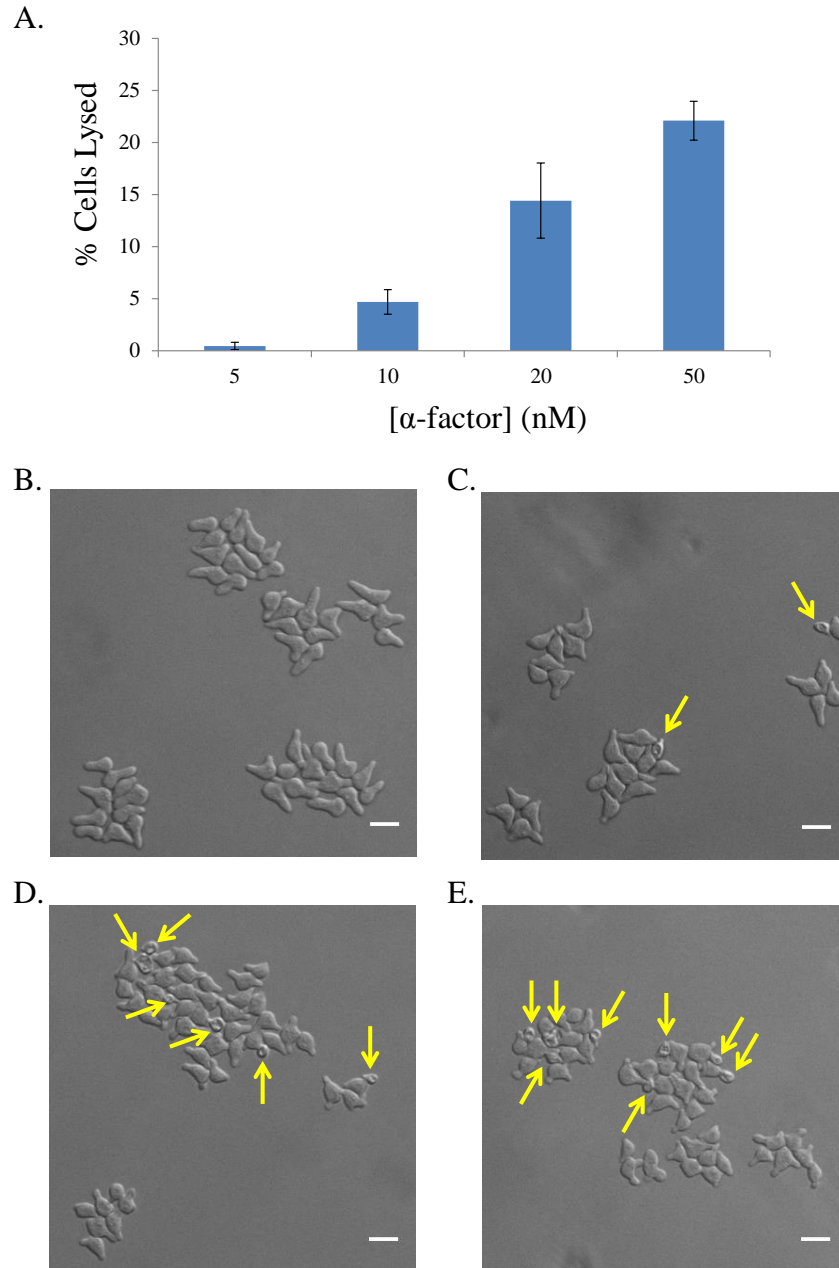 A.
30
25
20
15
10
5
0
% Cells Lysed
5 10 20 50
[α-factor] (nM)
B.
C.
D.
E.